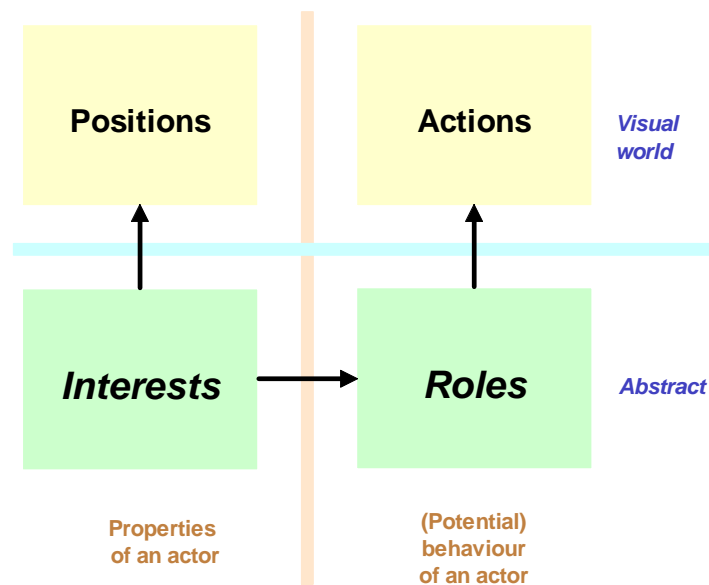 Positions
Actions
Visual
world
Interests
Roles
Abstract
Properties
of an actor
(Potential)
behaviour
of an actor